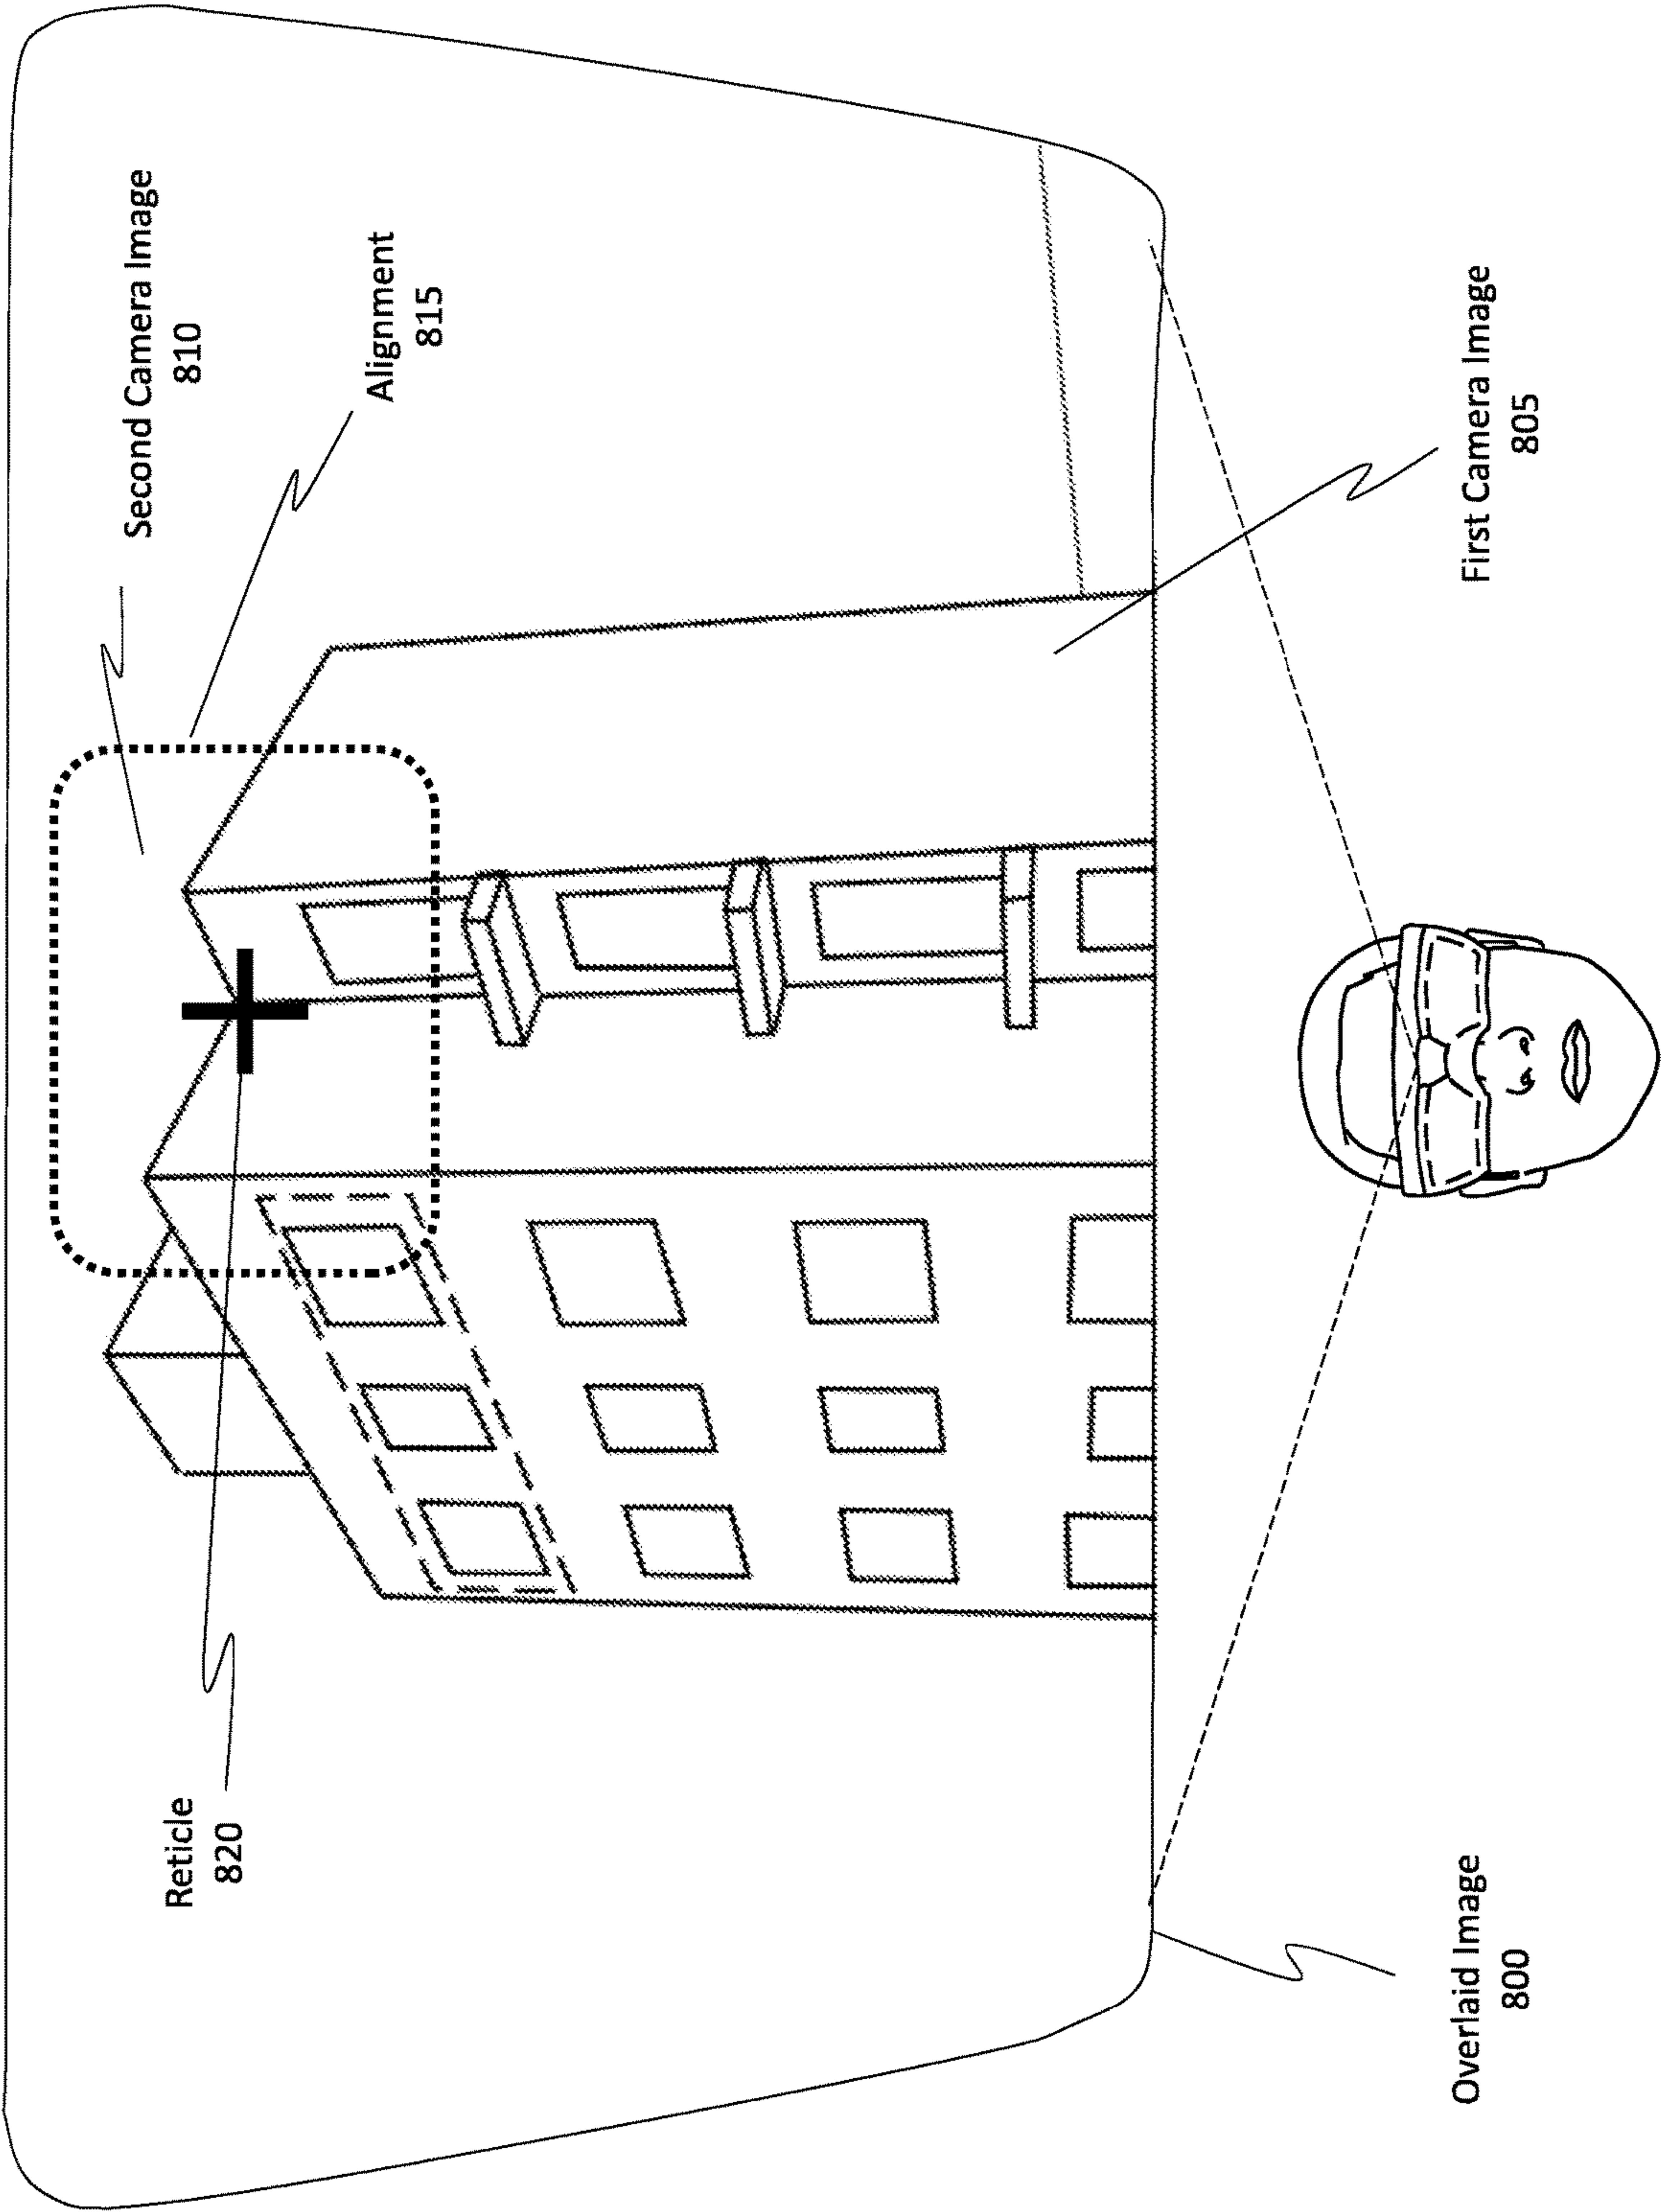 Second Camera Image
810
Alignment
815
Reticle
820
First Camera Image
805
Overlaid Image
800